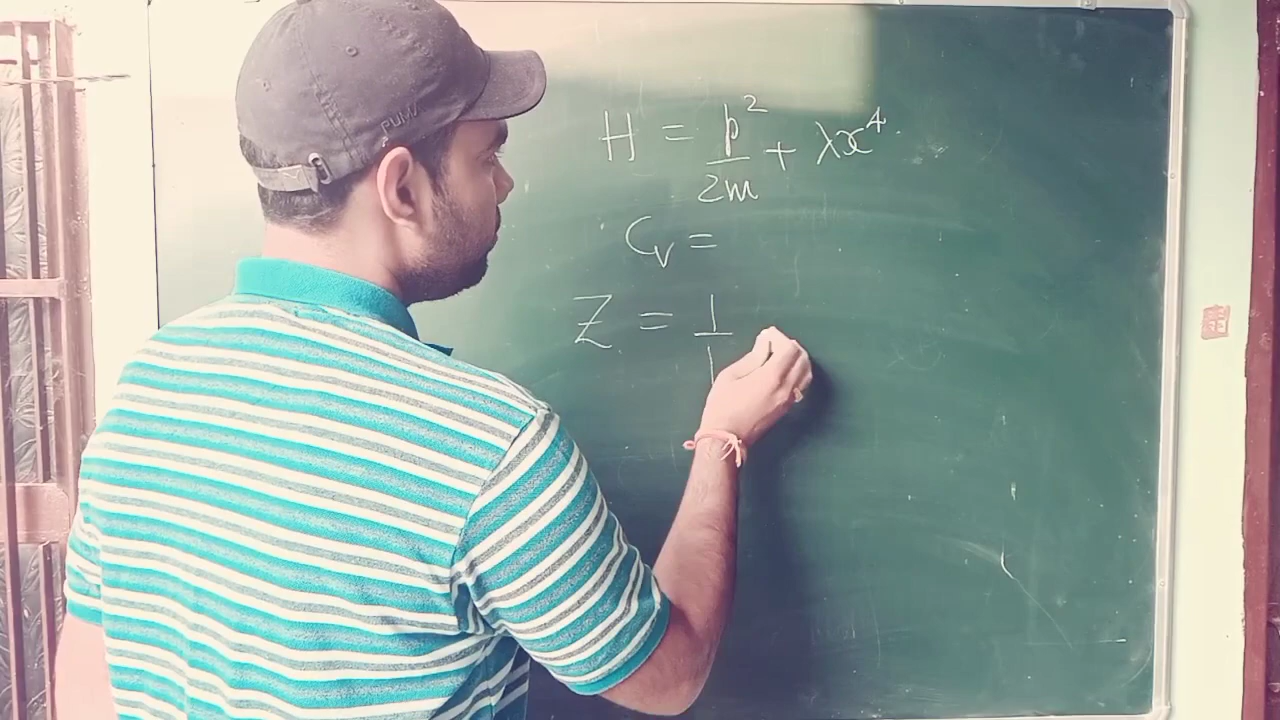 PUMA
H = p²/2m + λx⁴
Cᵥ =
Z = 1/